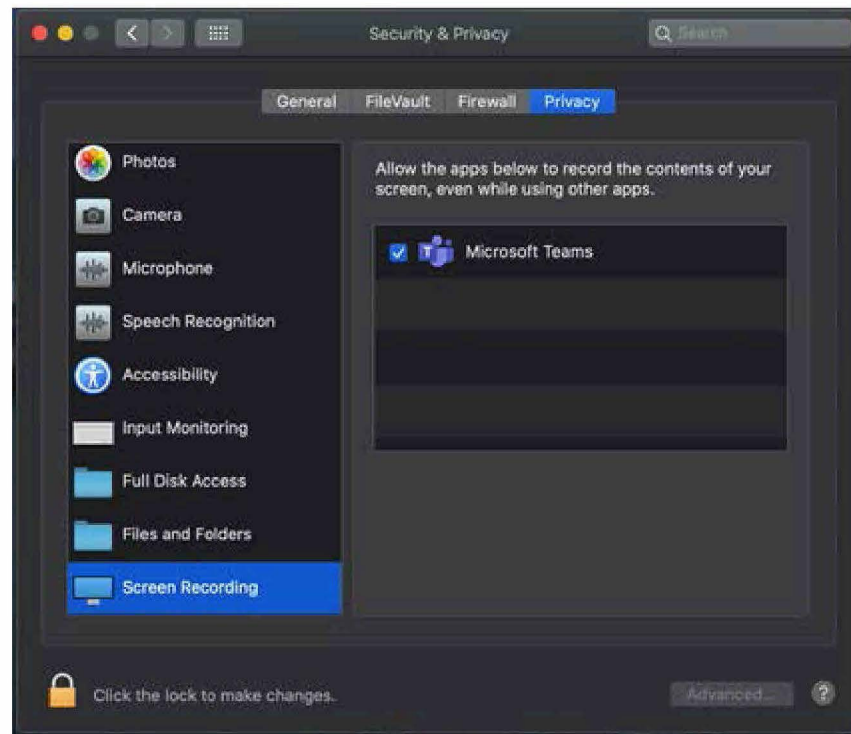 Security & Privacy
Search
General FileVault Firewall Privacy
Photos
Camera
Microphone
Speech Recognition
Accessibility
Input Monitoring
Full Disk Access
Files and Folders
Screen Recording
Allow the apps below to record the contents of your
screen, even while using other apps.
T
Microsoft Teams
Click the lock to make changes.
Advanced...
?